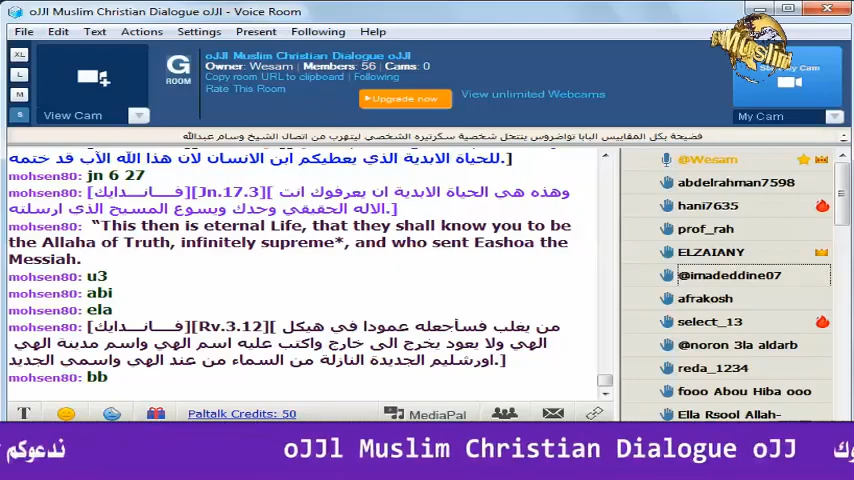 oJJl Muslim Christian Dialogue oJJl - Voice Room
File Edit Text Actions Settings Present Following Help
XL
L
M
S
View Cam
G
ROOM
oJJl Muslim Christian Dialogue oJJl
Owner: Wesam | Members: 56 | Cams: 0
Copy room URL to clipboard | Following
Rate This Room
Upgrade now
View unlimited Webcams
Muslim
My Cam
فضيحة بكل المقاييس البابا تواضروس ينتحل شخصية سكرتيره الشخصي ليتهرب من اتصال الشيخ وسام عبدالله
للحياة الابدية الذي يعطيكم ابن الانسان لان هذا الله الآب قد ختمه.]
mohsen80: jn 6 27
mohsen80: [فــانــدايك][Jn.17.3][ وهذه هي الحياة الابدية ان يعرفوك انت
الاله الحقيقي وحدك ويسوع المسيح الذي ارسلته.]
mohsen80: “This then is eternal Life, that they shall know you to be
the Allaha of Truth, infinitely supreme*, and who sent Eashoa the
Messiah.
mohsen80: u3
mohsen80: abi
mohsen80: ela
mohsen80: [فــانــدايك][Rv.3.12][ من يغلب فسأجعله عمودا في هيكل
الهي ولا يعود يخرج الى خارج واكتب عليه اسم الهي واسم مدينة الهي
اورشليم الجديدة النازلة من السماء من عند الهي واسمي الجديد.]
mohsen80: bb
@Wesam
abdelrahman7598
hani7635
prof_rah
ELZAIANY
@imadeddine07
afrakosh
select_13
@noron 3la aldarb
reda_1234
fooo Abou Hiba ooo
Ella Rsool Allah-
T
Paltalk Credits: 50
MediaPal
ندعوكم
oJJl Muslim Christian Dialogue oJJ